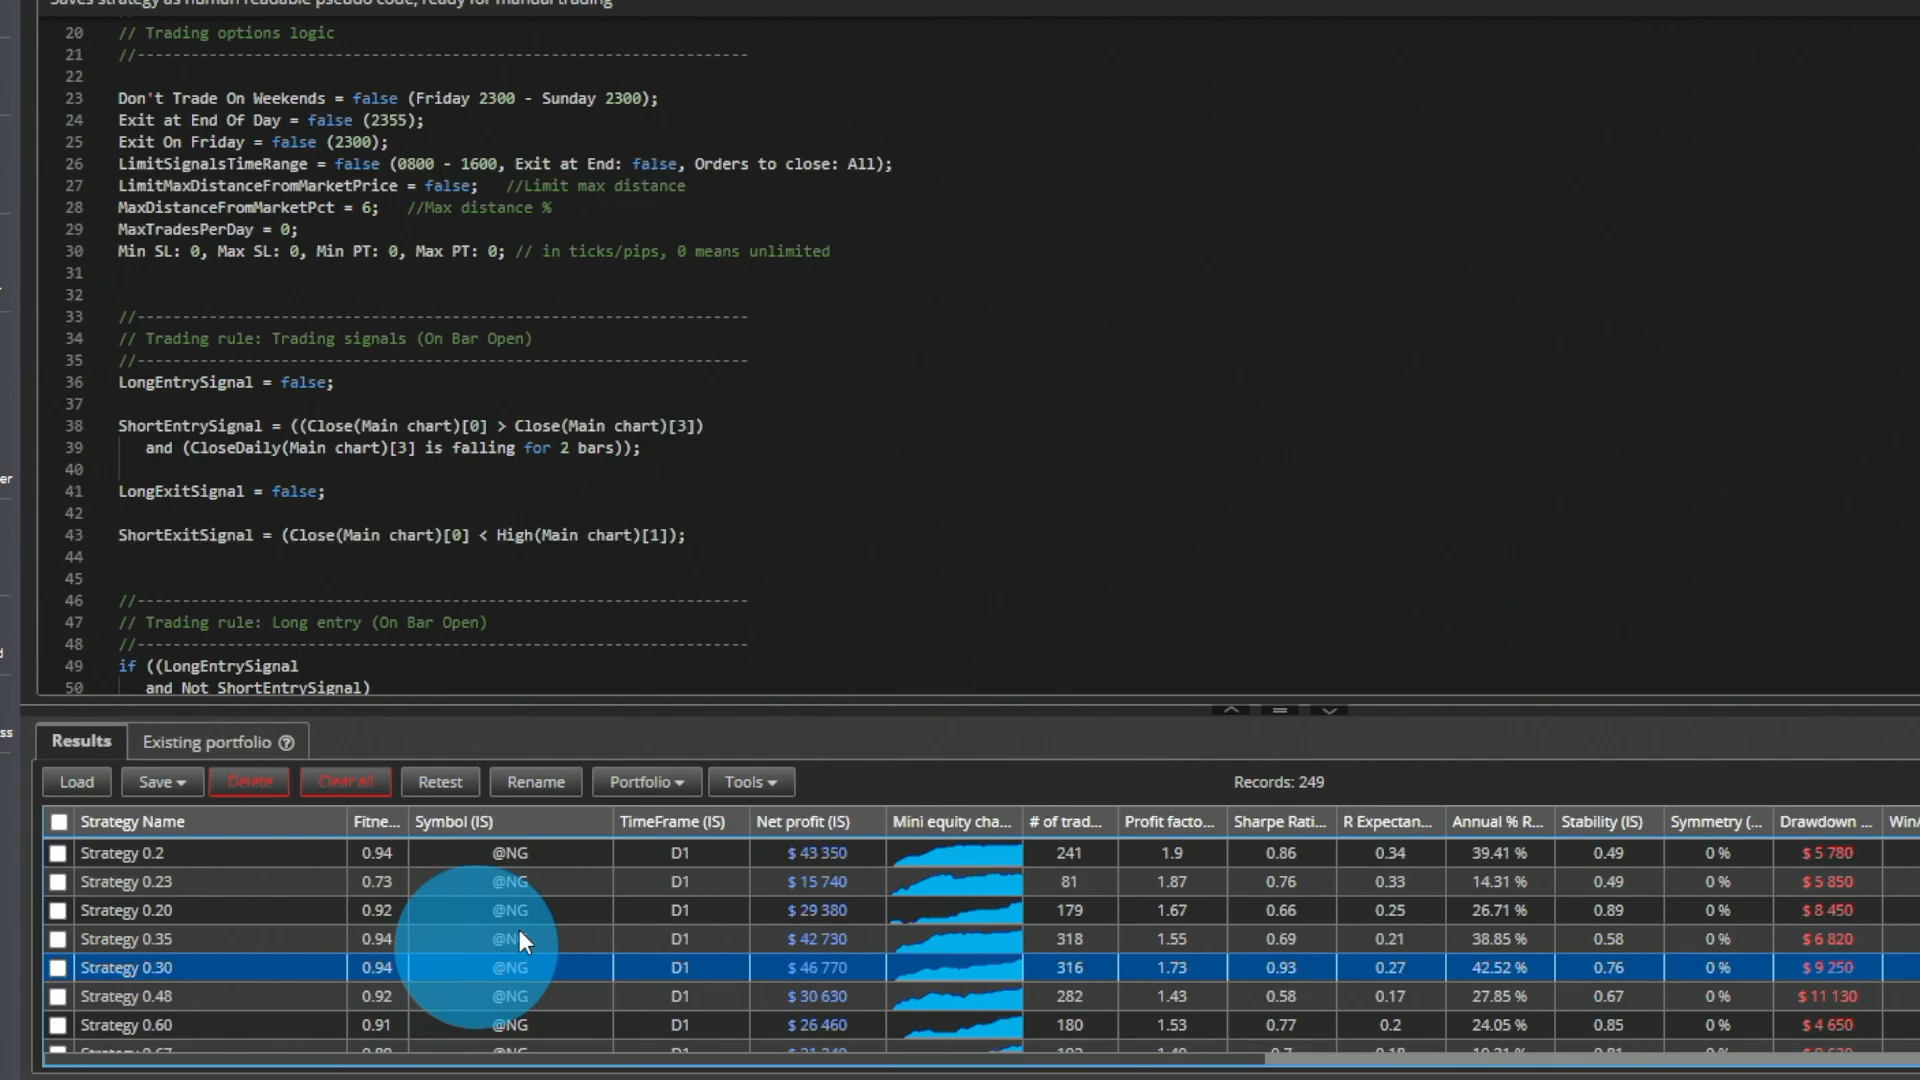 Saves strategy as human readable pseudo code, ready for manual trading
20 // Trading options logic
21 //--------------------------------------------------------------------
22
23 Don't Trade On Weekends = false (Friday 2300 - Sunday 2300);
24 Exit at End Of Day = false (2355);
25 Exit On Friday = false (2300);
26 LimitSignalsTimeRange = false (0800 - 1600, Exit at End: false, Orders to close: All);
27 LimitMaxDistanceFromMarketPrice = false; //Limit max distance
28 MaxDistanceFromMarketPct = 6; //Max distance %
29 MaxTradesPerDay = 0;
30 Min SL: 0, Max SL: 0, Min PT: 0, Max PT: 0; // in ticks/pips, 0 means unlimited
31
32
33 //--------------------------------------------------------------------
34 // Trading rule: Trading signals (On Bar Open)
35 //--------------------------------------------------------------------
36 LongEntrySignal = false;
37
38 ShortEntrySignal = ((Close(Main chart)[0] > Close(Main chart)[3])
39 and (CloseDaily(Main chart)[3] is falling for 2 bars));
40
41 LongExitSignal = false;
42
43 ShortExitSignal = (Close(Main chart)[0] < High(Main chart)[1]);
44
45
46 //--------------------------------------------------------------------
47 // Trading rule: Long entry (On Bar Open)
48 //--------------------------------------------------------------------
49 if ((LongEntrySignal
50 and Not ShortEntrySignal)
er
d
ss
Results Existing portfolio ?
Load Save Delete Clear all Retest Rename Portfolio Tools Records: 249
Strategy Name Fitne... Symbol (IS) TimeFrame (IS) Net profit (IS) Mini equity cha... # of trad... Profit facto... Sharpe Rati... R Expectan... Annual % R... Stability (IS) Symmetry (... Drawdown ... Win/
Strategy 0.2 0.94 @NG D1 $ 43 350 241 1.9 0.86 0.34 39.41 % 0.49 0 % $ 5 780
Strategy 0.23 0.73 @NG D1 $ 15 740 81 1.87 0.76 0.33 14.31 % 0.49 0 % $ 5 850
Strategy 0.20 0.92 @NG D1 $ 29 380 179 1.67 0.66 0.25 26.71 % 0.89 0 % $ 8 450
Strategy 0.35 0.94 @NG D1 $ 42 730 318 1.55 0.69 0.21 38.85 % 0.58 0 % $ 6 820
Strategy 0.30 0.94 @NG D1 $ 46 770 316 1.73 0.93 0.27 42.52 % 0.76 0 % $ 9 250
Strategy 0.48 0.92 @NG D1 $ 30 630 282 1.43 0.58 0.17 27.85 % 0.67 0 % $ 11 130
Strategy 0.60 0.91 @NG D1 $ 26 460 180 1.53 0.77 0.2 24.05 % 0.85 0 % $ 4 650